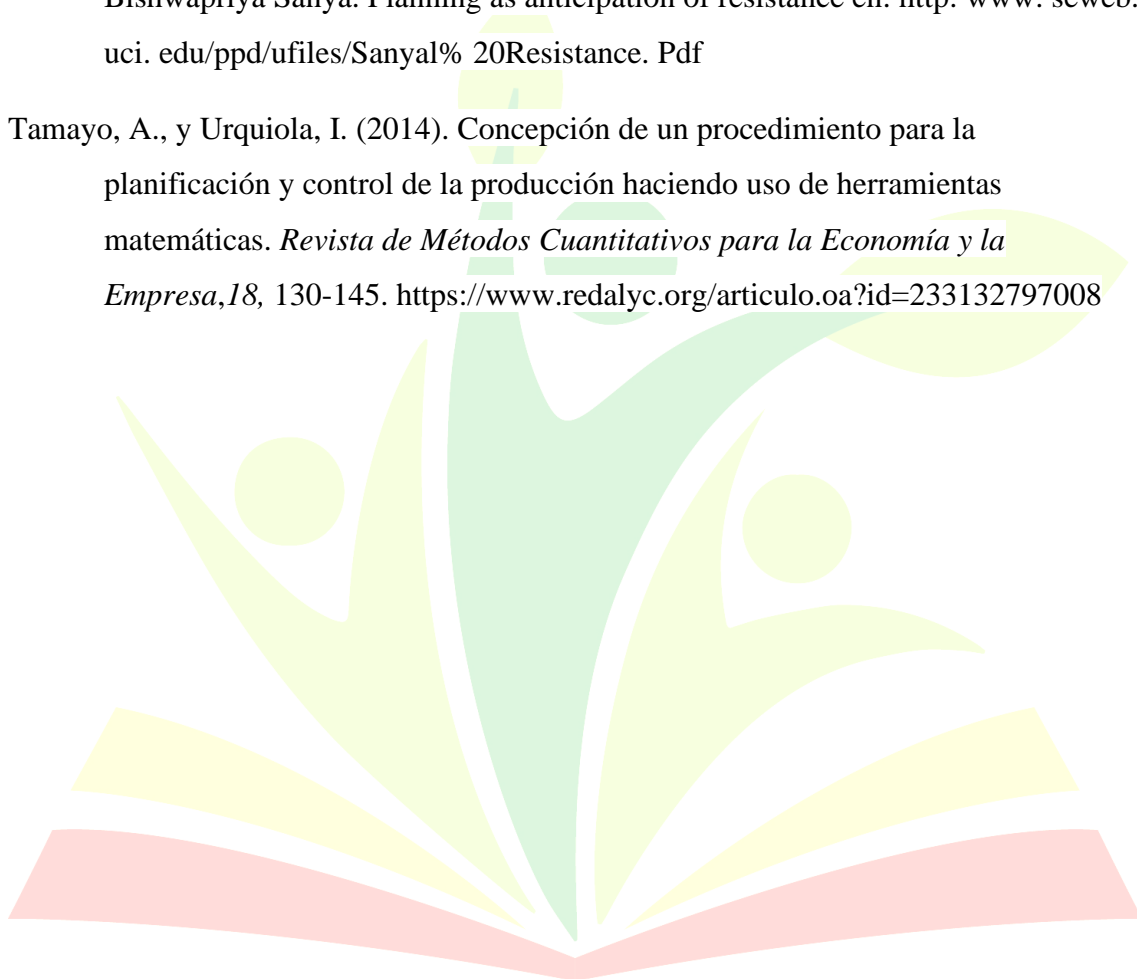 Bishwapriya Sanya. Planning as anticipation of resistance en: http: www. seweb.
uci. edu/ppd/ufiles/Sanyal% 20Resistance. Pdf
Tamayo, A., y Urquiola, I. (2014). Concepción de un procedimiento para la
planificación y control de la producción haciendo uso de herramientas
matemáticas. Revista de Métodos Cuantitativos para la Economía y la
Empresa,18, 130-145. https://www.redalyc.org/articulo.oa?id=233132797008